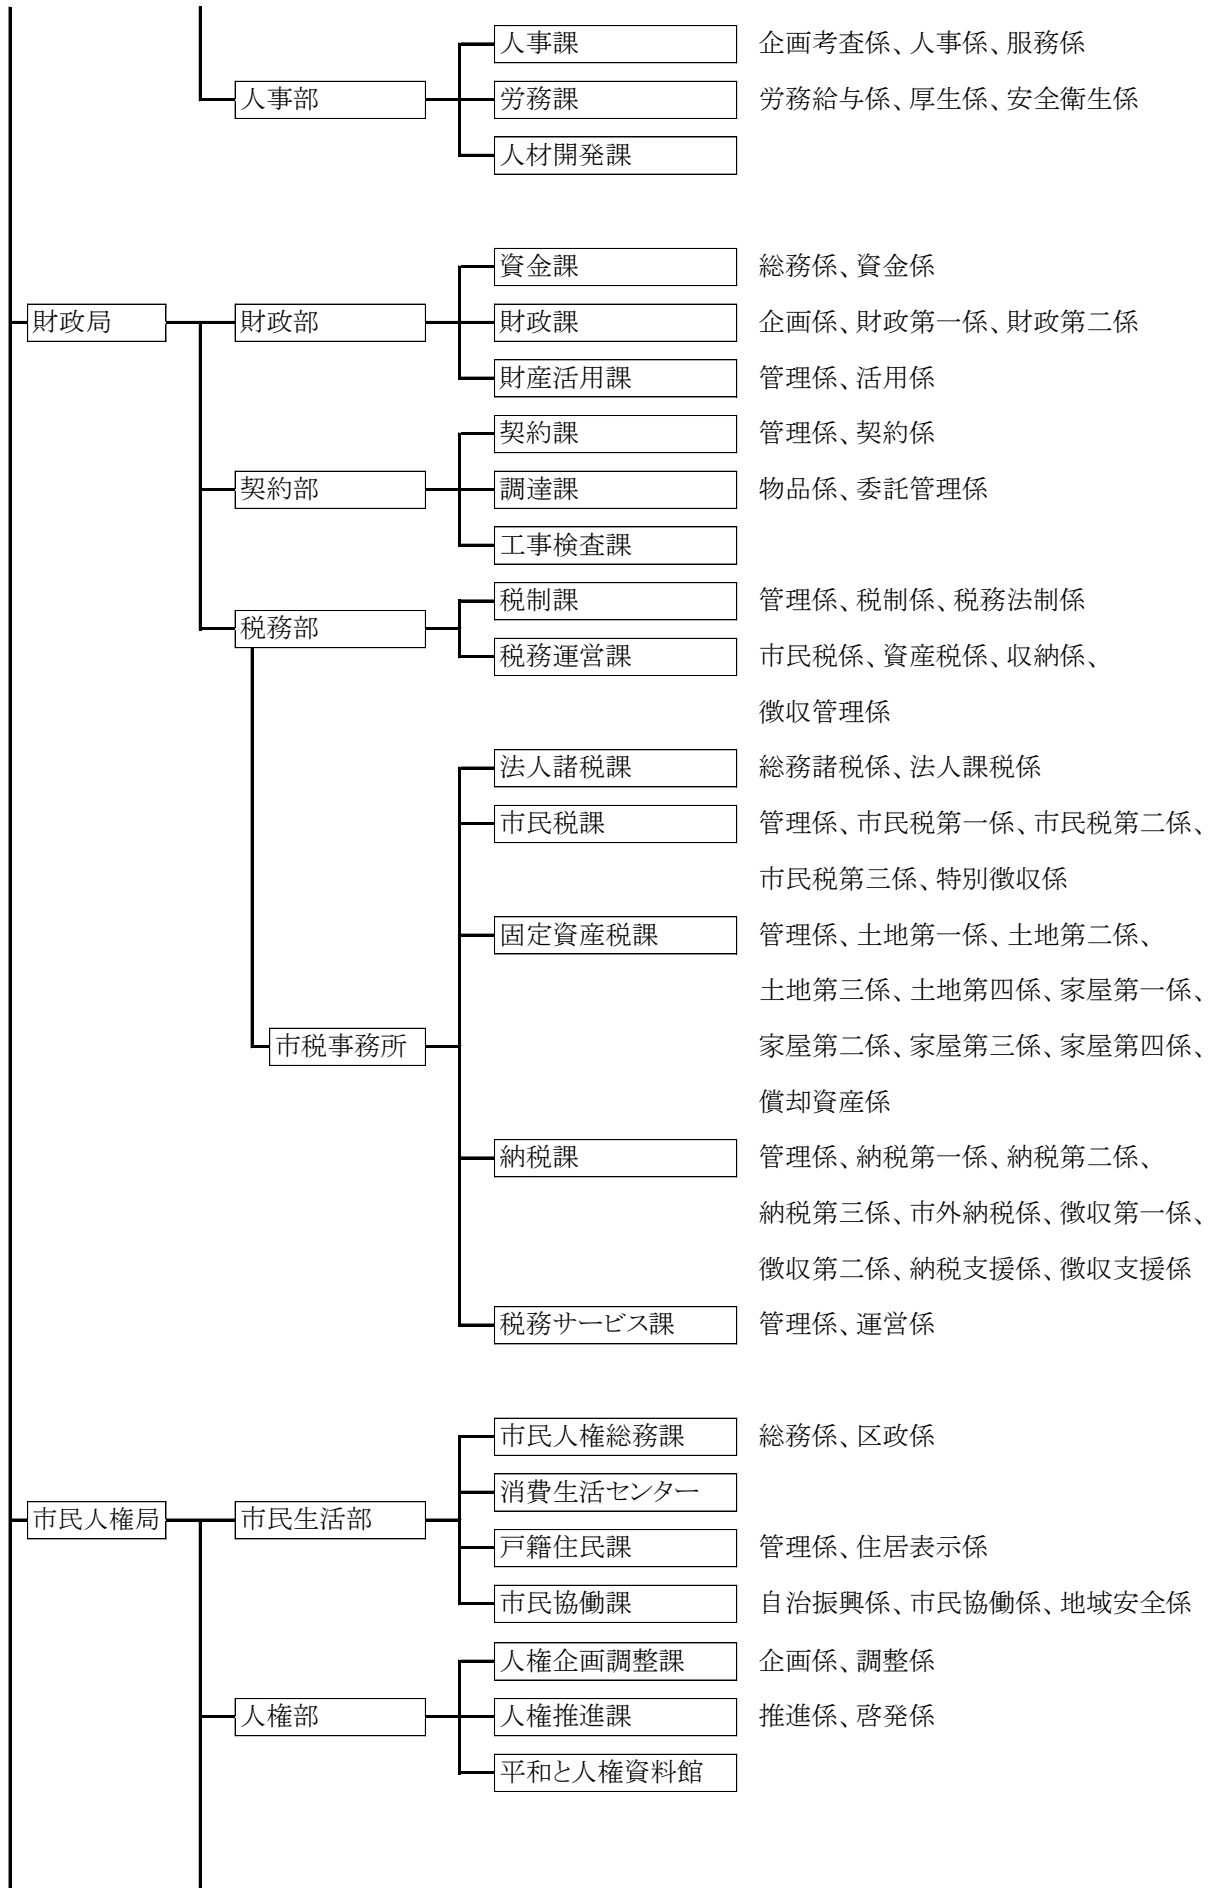 人事課 企画考査係、人事係、服務係
人事部 労務課 労務給与係、厚生係、安全衛生係
人材開発課
資金課 総務係、資金係
財政局 財政部 財政課 企画係、財政第一係、財政第二係
財産活用課 管理係、活用係
契約課 管理係、契約係
契約部 調達課 物品係、委託管理係
工事検査課
税制課 管理係、税制係、税務法制係
税務部
税務運営課 市民税係、資産税係、収納係、
徴収管理係
法人諸税課 総務諸税係、法人課税係
市民税課 管理係、市民税第一係、市民税第二係、
市民税第三係、特別徴収係
固定資産税課 管理係、土地第一係、土地第二係、
土地第三係、土地第四係、家屋第一係、
市税事務所 家屋第二係、家屋第三係、家屋第四係、
償却資産係
納税課 管理係、納税第一係、納税第二係、
納税第三係、市外納税係、徴収第一係、
徴収第二係、納税支援係、徴収支援係
税務サービス課 管理係、運営係
市民人権総務課 総務係、区政係
消費生活センター
市民人権局 市民生活部
戸籍住民課 管理係、住居表示係
市民協働課 自治振興係、市民協働係、地域安全係
人権企画調整課 企画係、調整係
人権部 人権推進課 推進係、啓発係
平和と人権資料館